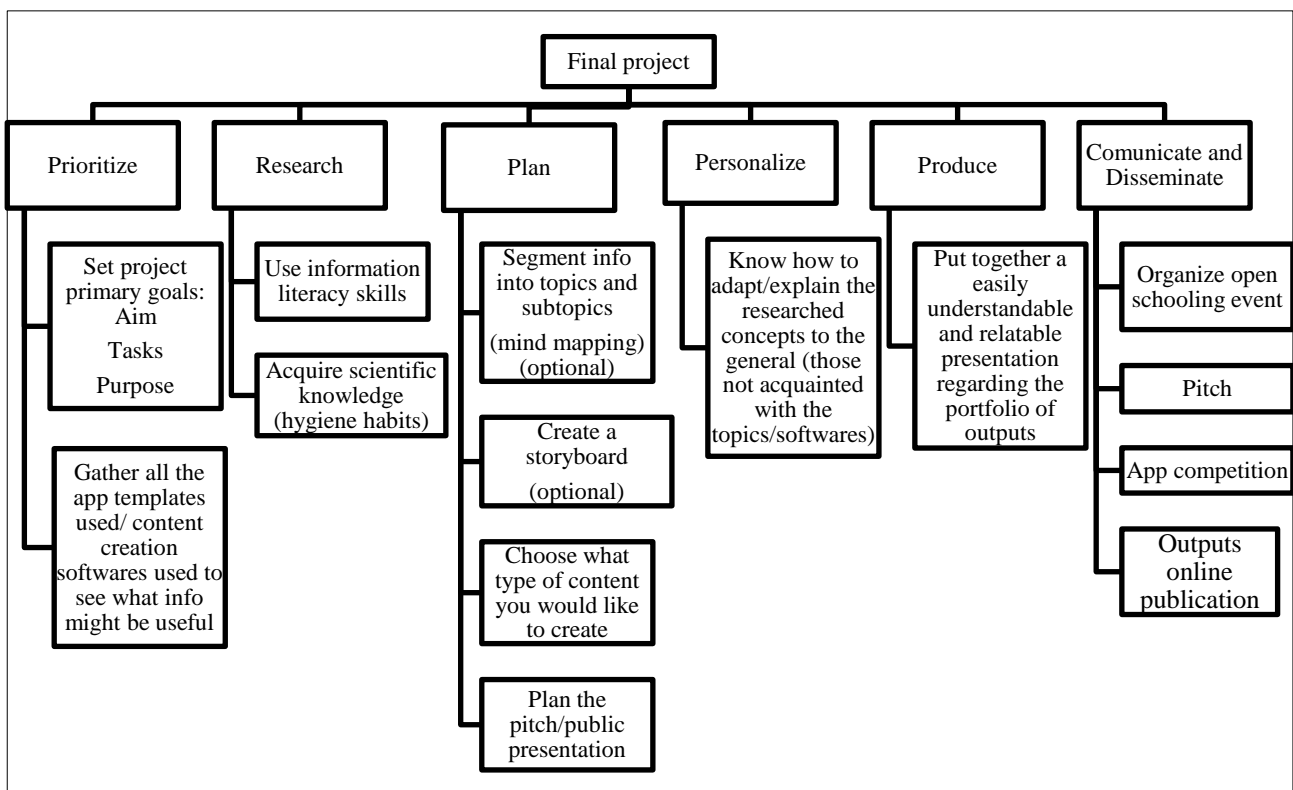 Final project
Prioritize
Research
Plan
Personalize
Produce
Comunicate and
Disseminate
Set project
primary goals:
Aim
Tasks
Purpose
Gather all the
app templates
used/ content
creation
softwares used to
see what info
might be useful
Use information
literacy skills
Acquire scientific
knowledge
(hygiene habits)
Segment info
into topics and
subtopics
(mind mapping)
(optional)
Create a
storyboard
(optional)
Choose what
type of content
you would like
to create
Plan the
pitch/public
presentation
Know how to
adapt/explain the
researched
concepts to the
general (those
not acquainted
with the
topics/softwares)
Put together a
easily
understandable
and relatable
presentation
regarding the
portfolio of
outputs
Organize open
schooling event
Pitch
App competition
Outputs
online
publication